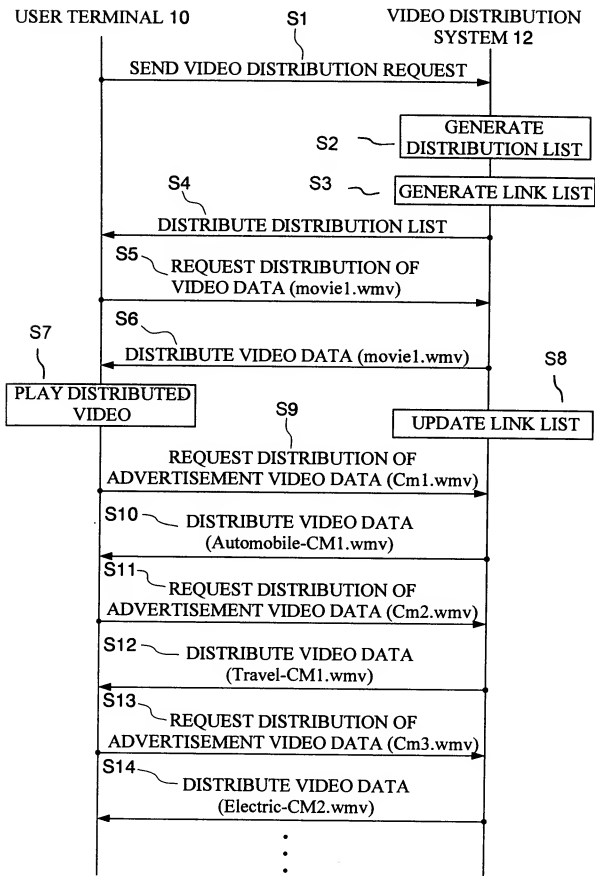 USER TERMINAL 10
VIDEO DISTRIBUTION
SYSTEM 12
S1
SEND VIDEO DISTRIBUTION REQUEST
S2
GENERATE
DISTRIBUTION LIST
S3
GENERATE LINK LIST
S4
DISTRIBUTE DISTRIBUTION LIST
S5
REQUEST DISTRIBUTION OF
VIDEO DATA (movie1.wmv)
S6
DISTRIBUTE VIDEO DATA (movie1.wmv)
S7
PLAY DISTRIBUTED
VIDEO
S8
UPDATE LINK LIST
S9
REQUEST DISTRIBUTION OF
ADVERTISEMENT VIDEO DATA (Cm1.wmv)
S10
DISTRIBUTE VIDEO DATA
(Automobile-CM1.wmv)
S11
REQUEST DISTRIBUTION OF
ADVERTISEMENT VIDEO DATA (Cm2.wmv)
S12
DISTRIBUTE VIDEO DATA
(Travel-CM1.wmv)
S13
REQUEST DISTRIBUTION OF
ADVERTISEMENT VIDEO DATA (Cm3.wmv)
S14
DISTRIBUTE VIDEO DATA
(Electric-CM2.wmv)